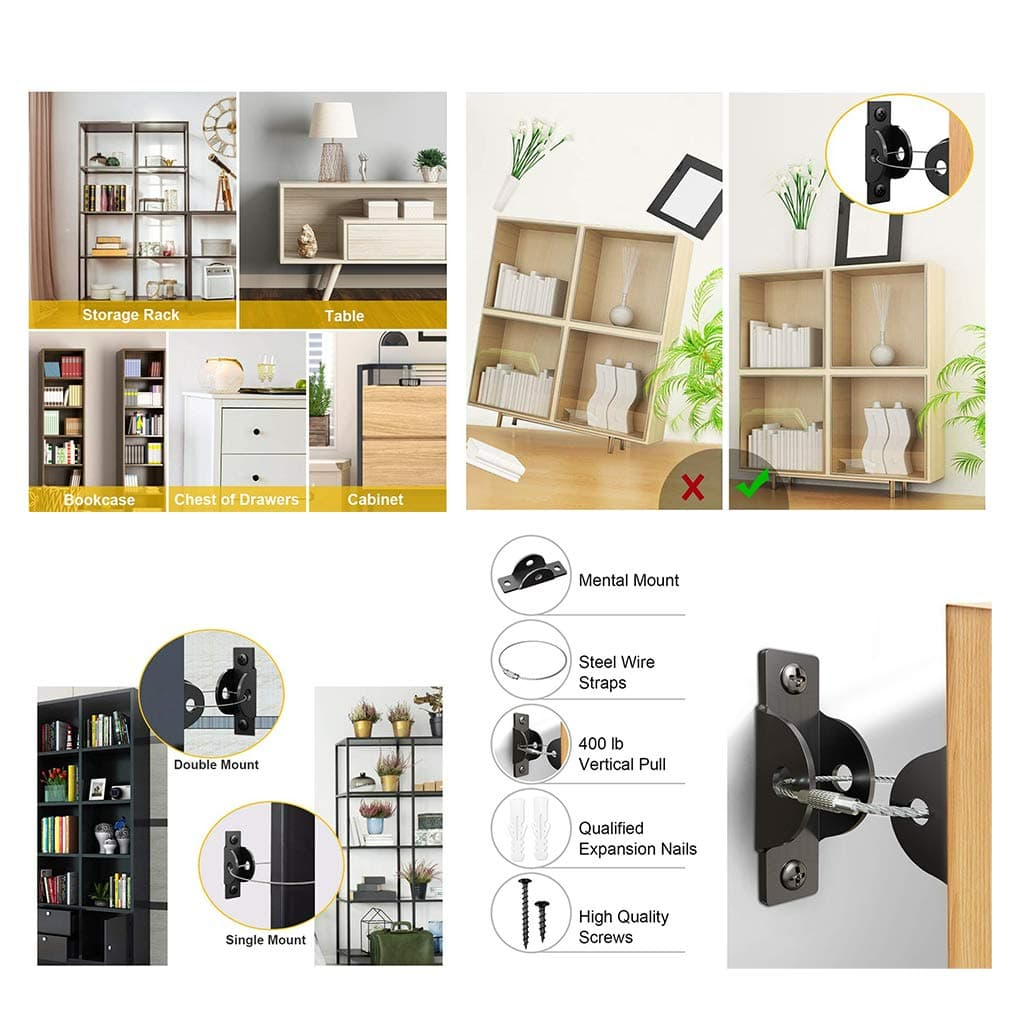 Storage Rack
Table
Bookcase
Chest of Drawers
Cabinet
Double Mount
Single Mount
Mental Mount
Steel Wire
Straps
400 lb
Vertical Pull
Qualified
Expansion Nails
High Quality
Screws